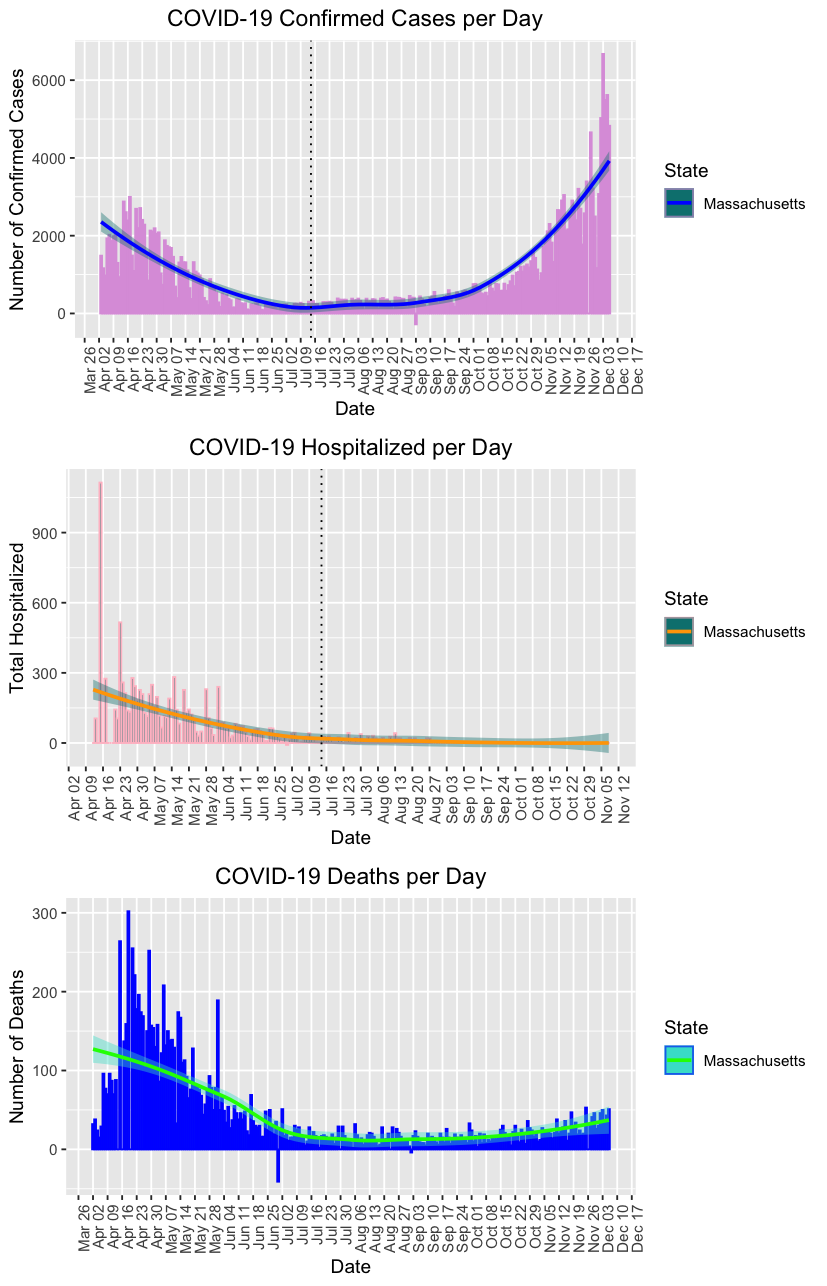 COVID-19 Confirmed Cases per Day
Number of Confirmed Cases
6000
4000
2000
0
Mar 26
Apr 02
Apr 09
Apr 16
Apr 23
Apr 30
May 07
May 14
May 21
May 28
Jun 04
Jun 11
Jun 18
Jun 25
Jul 02
Jul 09
Jul 16
Jul 23
Jul 30
Aug 06
Aug 13
Aug 20
Aug 27
Sep 03
Sep 10
Sep 17
Sep 24
Oct 01
Oct 08
Oct 15
Oct 22
Oct 29
Nov 05
Nov 12
Nov 19
Nov 26
Dec 03
Dec 10
Dec 17
Date
State
Massachusetts
COVID-19 Hospitalized per Day
Total Hospitalized
900
600
300
0
Apr 02
Apr 09
Apr 16
Apr 23
Apr 30
May 07
May 14
May 21
May 28
Jun 04
Jun 11
Jun 18
Jun 25
Jul 02
Jul 09
Jul 16
Jul 23
Jul 30
Aug 06
Aug 13
Aug 20
Aug 27
Sep 03
Sep 10
Sep 17
Sep 24
Oct 01
Oct 08
Oct 15
Oct 22
Oct 29
Nov 05
Nov 12
Date
State
Massachusetts
COVID-19 Deaths per Day
Number of Deaths
300
200
100
0
Mar 26
Apr 02
Apr 09
Apr 16
Apr 23
Apr 30
May 07
May 14
May 21
May 28
Jun 04
Jun 11
Jun 18
Jun 25
Jul 02
Jul 09
Jul 16
Jul 23
Jul 30
Aug 06
Aug 13
Aug 20
Aug 27
Sep 03
Sep 10
Sep 17
Sep 24
Oct 01
Oct 08
Oct 15
Oct 22
Oct 29
Nov 05
Nov 12
Nov 19
Nov 26
Dec 03
Dec 10
Dec 17
Date
State
Massachusetts